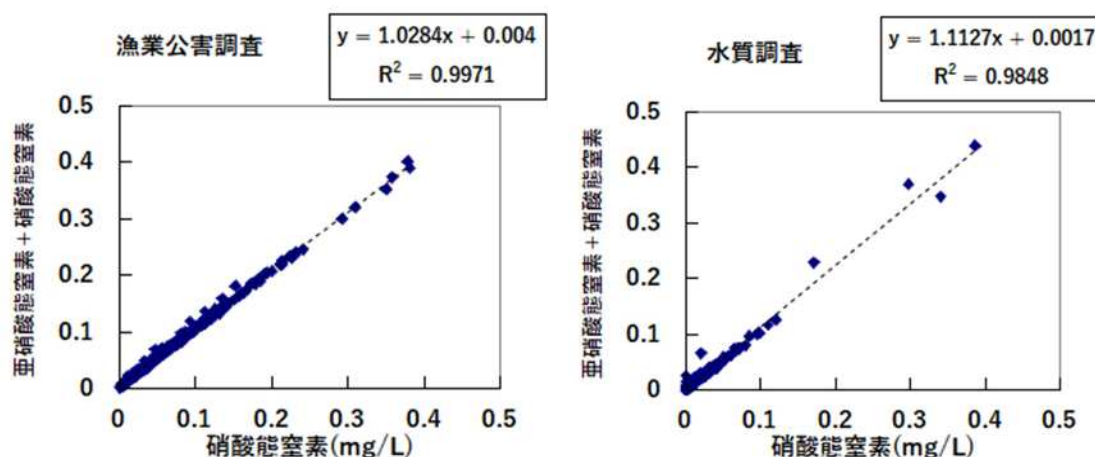 漁業公害調査
y = 1.0284x + 0.004
R² = 0.9971
亜硝酸態窒素＋硝酸態窒素
0.5
0.4
0.3
0.2
0.1
0
0 0.1 0.2 0.3 0.4 0.5
硝酸態窒素(mg/L)
水質調査
y = 1.1127x + 0.0017
R² = 0.9848
亜硝酸態窒素＋硝酸態窒素
0.5
0.4
0.3
0.2
0.1
0
0 0.1 0.2 0.3 0.4 0.5
硝酸態窒素(mg/L)